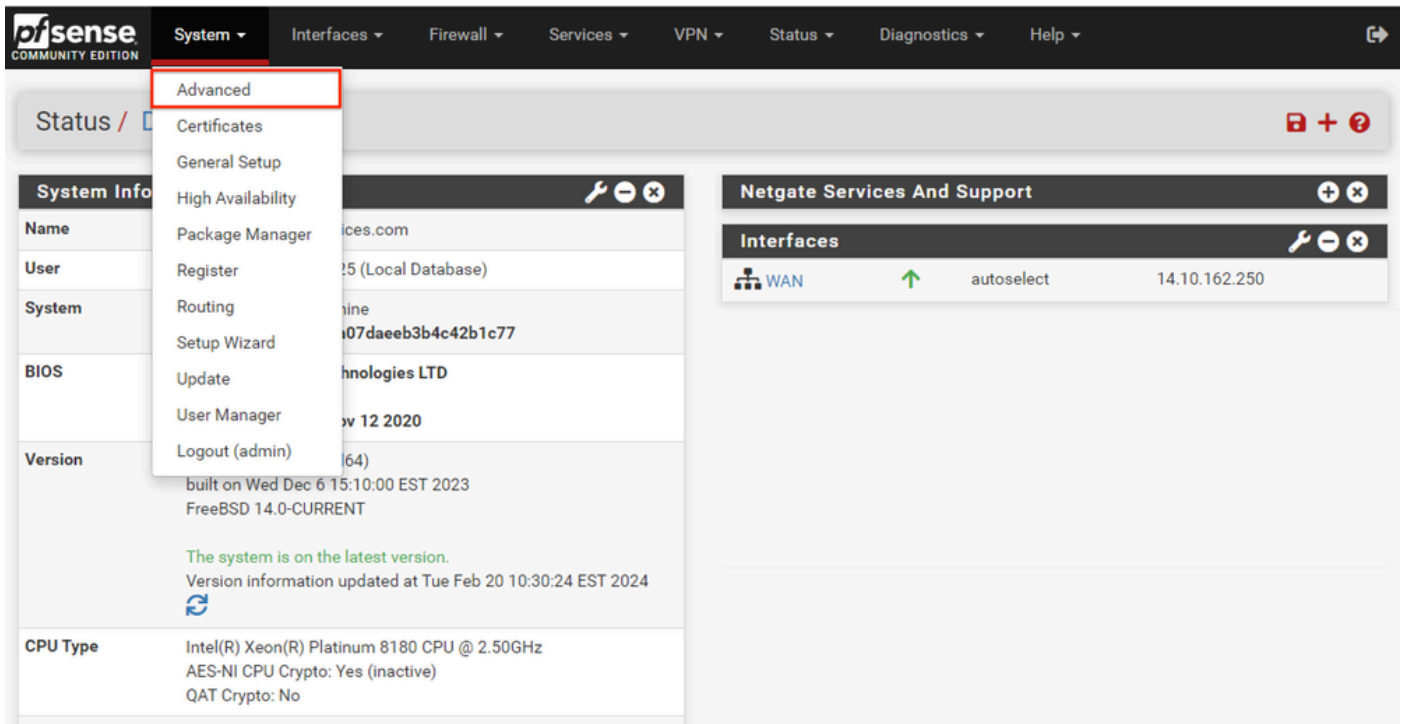 pfsense
COMMUNITY EDITION
System Interfaces Firewall Services VPN Status Diagnostics Help
Advanced
Certificates
General Setup
High Availability
Package Manager
Register
Routing
Setup Wizard
Update
User Manager
Logout (admin)
Status /
System Info
Name ices.com
User 25 (Local Database)
System hine
a07daeeb3b4c42b1c77
BIOS hnologies LTD
ov 12 2020
Version l64)
built on Wed Dec 6 15:10:00 EST 2023
FreeBSD 14.0-CURRENT
The system is on the latest version.
Version information updated at Tue Feb 20 10:30:24 EST 2024
CPU Type Intel(R) Xeon(R) Platinum 8180 CPU @ 2.50GHz
AES-NI CPU Crypto: Yes (inactive)
QAT Crypto: No
Netgate Services And Support
Interfaces
WAN autoselect 14.10.162.250